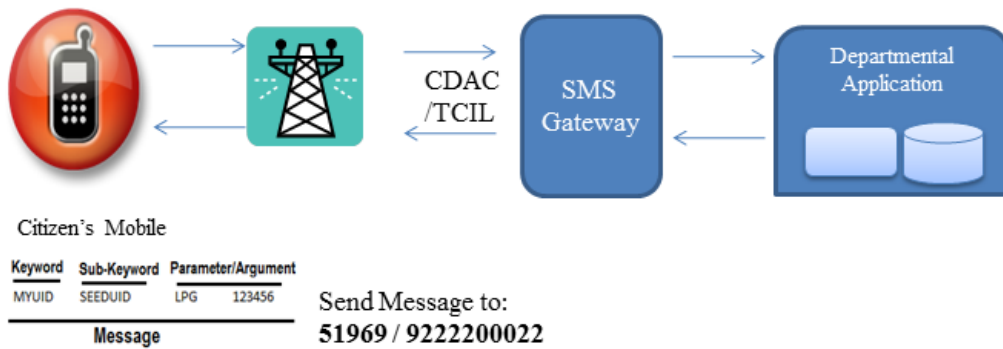 CDAC
/TCIL
SMS
Gateway
Departmental
Application
Citizen's Mobile
Keyword Sub-Keyword Parameter/Argument
MYUID SEEDUID LPG 123456
Message
Send Message to:
51969 / 9222200022